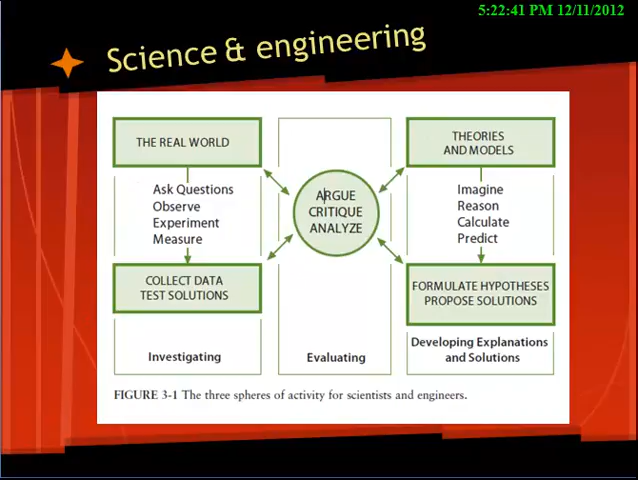 5:22:41 PM 12/11/2012
Science & engineering
THE REAL WORLD
Ask Questions
Observe
Experiment
Measure
COLLECT DATA
TEST SOLUTIONS
Investigating
ARGUE
CRITIQUE
ANALYZE
Evaluating
THEORIES
AND MODELS
Imagine
Reason
Calculate
Predict
FORMULATE HYPOTHESES
PROPOSE SOLUTIONS
Developing Explanations
and Solutions
FIGURE 3-1 The three spheres of activity for scientists and engineers.